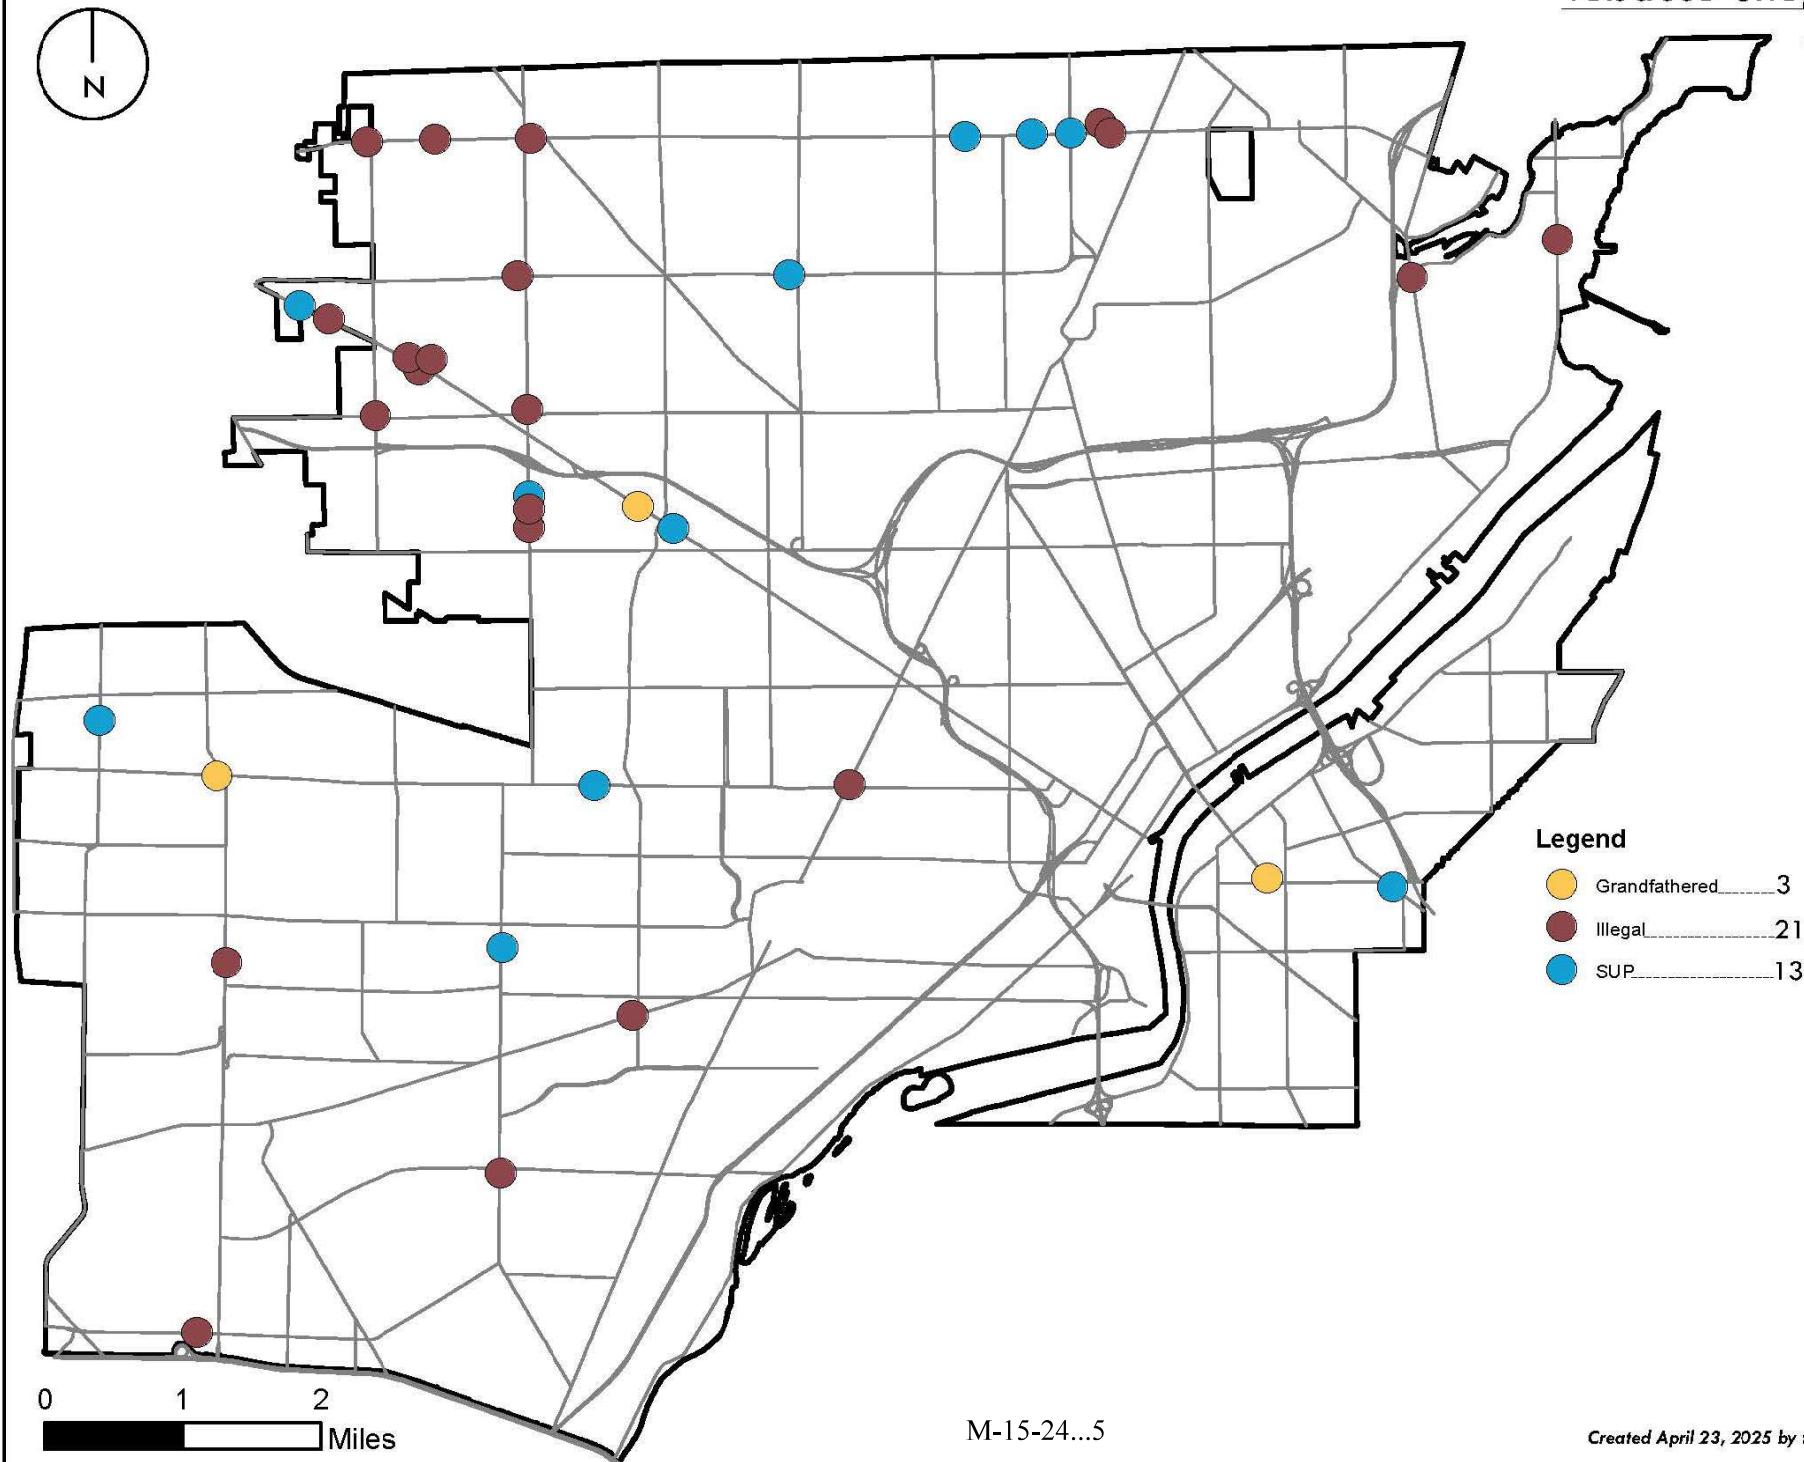 N
Legend
Grandfathered 3
Illegal 21
SUP 13
0 1 2
Miles
M-15-24...5
Created April 23, 2025 by